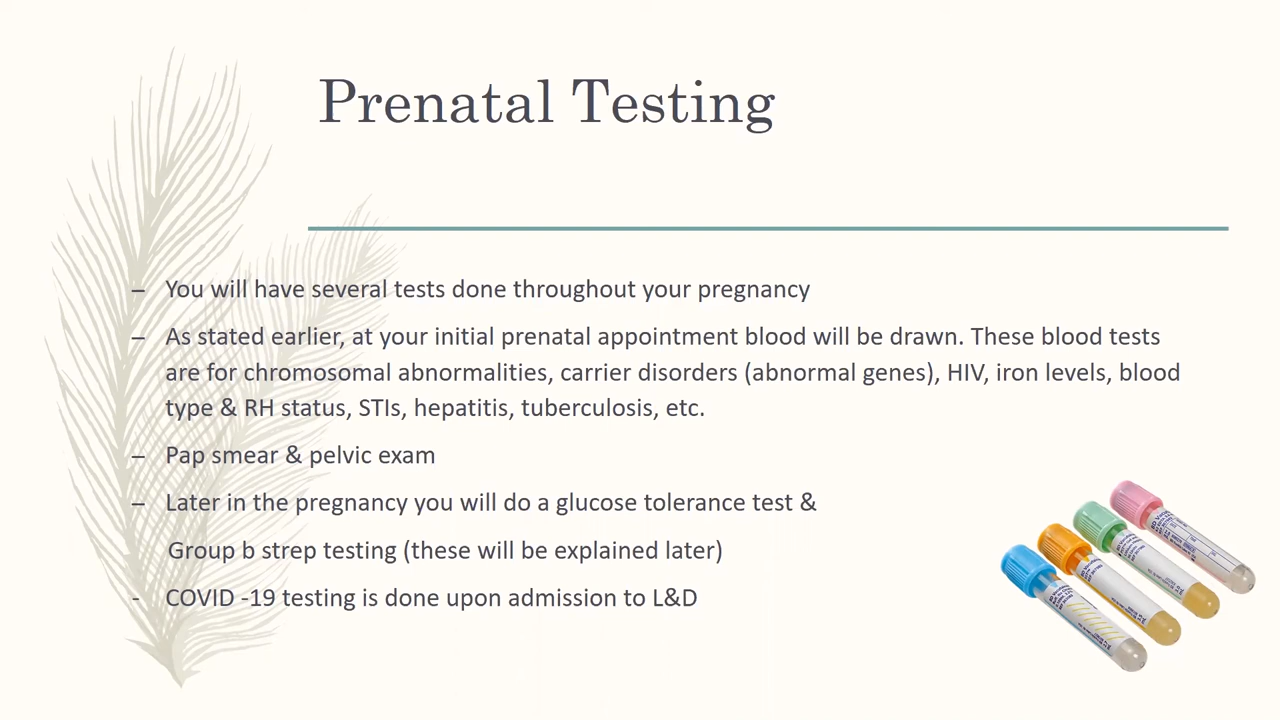 Prenatal Testing
– You will have several tests done throughout your pregnancy
– As stated earlier, at your initial prenatal appointment blood will be drawn. These blood tests
are for chromosomal abnormalities, carrier disorders (abnormal genes), HIV, iron levels, blood
type & RH status, STIs, hepatitis, tuberculosis, etc.
– Pap smear & pelvic exam
– Later in the pregnancy you will do a glucose tolerance test &
Group b strep testing (these will be explained later)
- COVID -19 testing is done upon admission to L&D